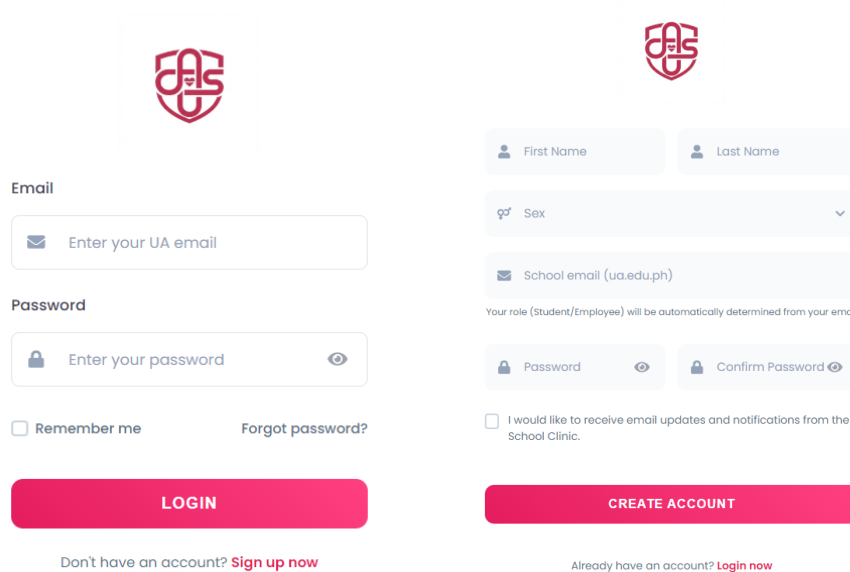 Email
Enter your UA email
Password
Enter your password
Remember me
Forgot password?
LOGIN
Don't have an account? Sign up now
First Name
Last Name
Sex
School email (ua.edu.ph)
Your role (Student/Employee) will be automatically determined from your
Password
Confirm Password
I would like to receive email updates and notifications from the
School Clinic.
CREATE ACCOUNT
Already have an account? Login now